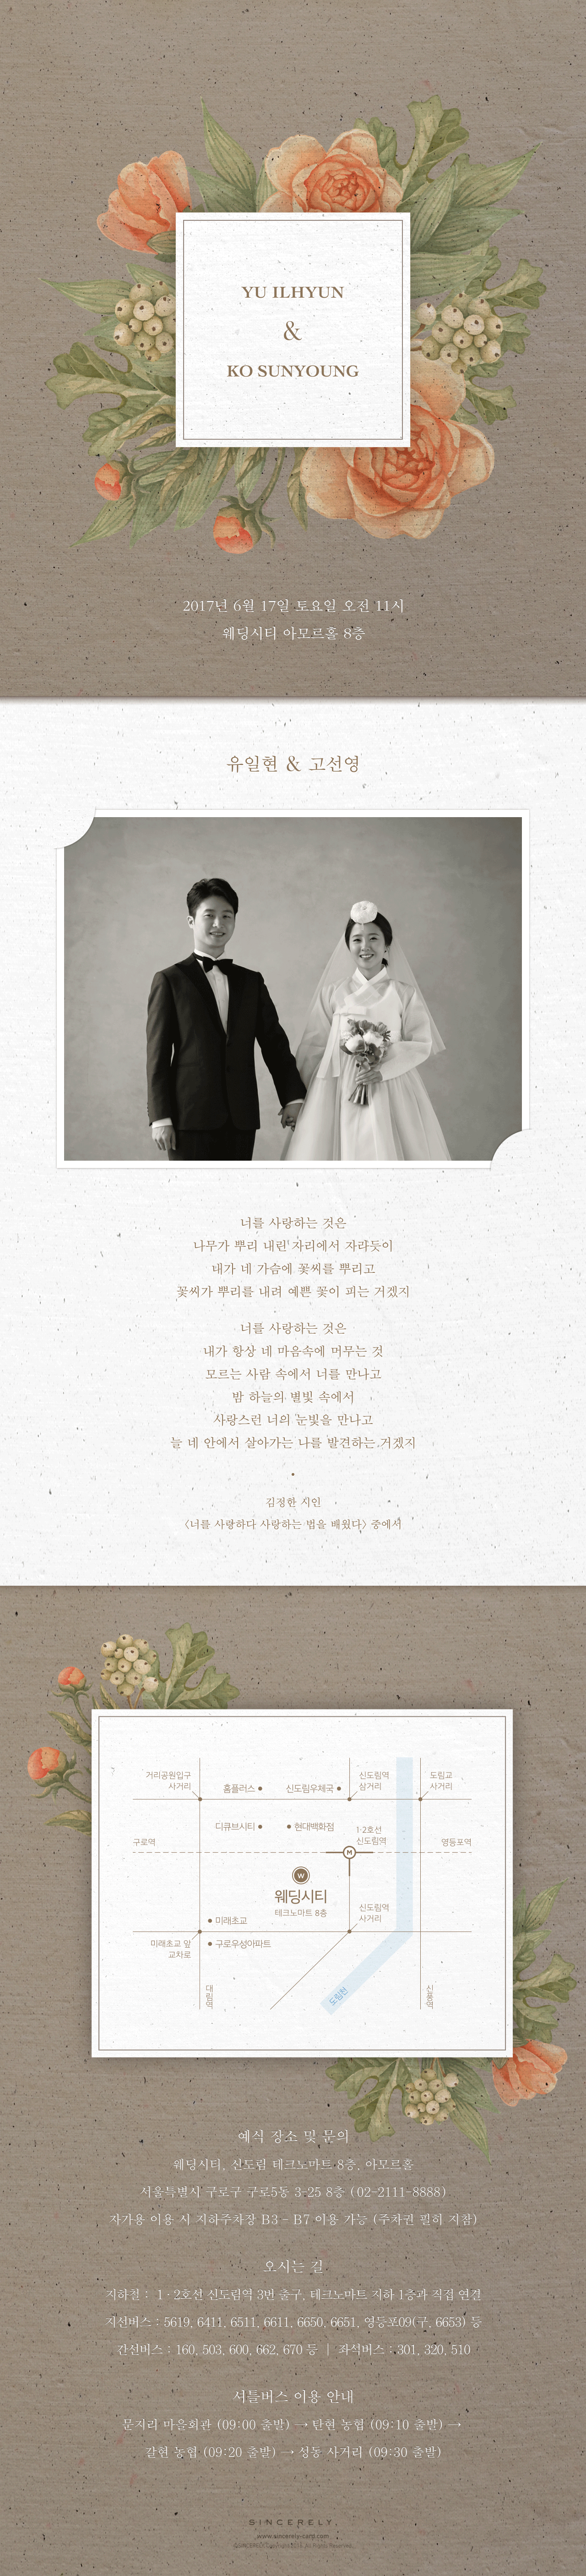 YU ILHYUN
&
KO SUNYOUNG
2017년 6월 17일 토요일 오전 11시
웨딩시티 아모르홀 8층
유일현 & 고선영
너를 사랑하는 것은
나무가 뿌리 내린 자리에서 자라듯이
내가 네 가슴에 꽃씨를 뿌리고
꽃씨가 뿌리를 내려 예쁜 꽃이 피는 거겠지
너를 사랑하는 것은
내가 항상 네 마음속에 머무는 것
모르는 사람 속에서 너를 만나고
밤 하늘의 별빛 속에서
사랑스런 너의 눈빛을 만나고
늘 네 안에서 살아가는 나를 발견하는 거겠지
김정한 시인
〈너를 사랑하다 사랑하는 법을 배웠다〉 중에서
거리공원입구
사거리
홈플러스
신도림우체국
신도림역
삼거리
도림교
사거리
디큐브시티
현대백화점
1·2호선
신도림역
구로역
영등포역
M
W
웨딩시티
테크노마트 8층
미래초교
신도림역
사거리
미래초교 앞
교차로
구로우성아파트
대림역
도림천
신풍역
예식 장소 및 문의
웨딩시티, 신도림 테크노마트 8층, 아모르홀
서울특별시 구로구 구로5동 3-25 8층 (02-2111-8888)
자가용 이용 시 지하주차장 B3 - B7 이용 가능 (주차권 필히 지참)
오시는 길
지하철 : 1 · 2호선 신도림역 3번 출구, 테크노마트 지하 1층과 직접 연결
지선버스 : 5619, 6411, 6511, 6611, 6650, 6651, 영등포09(구, 6653) 등
간선버스 : 160, 503, 600, 662, 670 등 | 좌석버스 : 301, 320, 510
셔틀버스 이용 안내
문지리 마을회관 (09:00 출발) → 탄현 농협 (09:10 출발) →
갈현 농협 (09:20 출발) → 성동 사거리 (09:30 출발)
SINCERELY.
www.sincerely-card.com